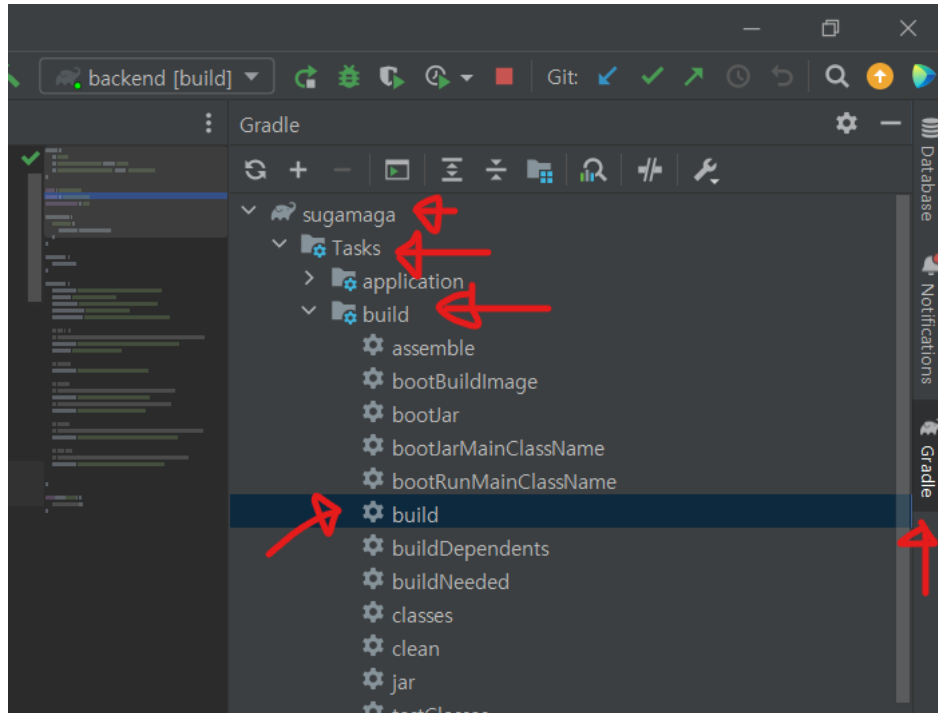 backend [build]
Git:
Gradle
sugamaga
Tasks
application
build
assemble
bootBuildImage
bootJar
bootJarMainClassName
bootRunMainClassName
build
buildDependents
buildNeeded
classes
clean
jar
testClasses
Database
Notifications
Gradle